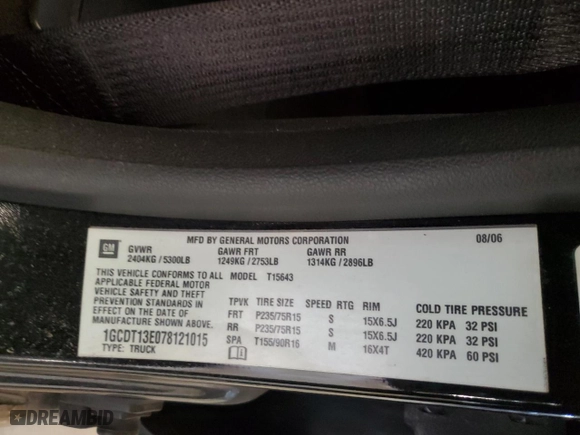 MFD BY GENERAL MOTORS CORPORATION 08/06
GM
GVWR GAWR FRT GAWR RR
2404KG / 5300LB 1249KG / 2753LB 1314KG / 2896LB
THIS VEHICLE CONFORMS TO ALL MODEL T15643
APPLICABLE FEDERAL MOTOR
VEHICLE SAFETY AND THEFT
PREVENTION STANDARDS IN
EFFECT ON THE DATE OF
MANUFACTURE SHOWN ABOVE.
1GCDT13E078121015
TYPE: TRUCK
TPVK TIRE SIZE SPEED RTG RIM COLD TIRE PRESSURE
FRT P235/75R15 S 15X6.5J 220 KPA 32 PSI
RR P235/75R15 S 15X6.5J 220 KPA 32 PSI
SPA T155/90R16 M 16X4T 420 KPA 60 PSI
DREAMBID